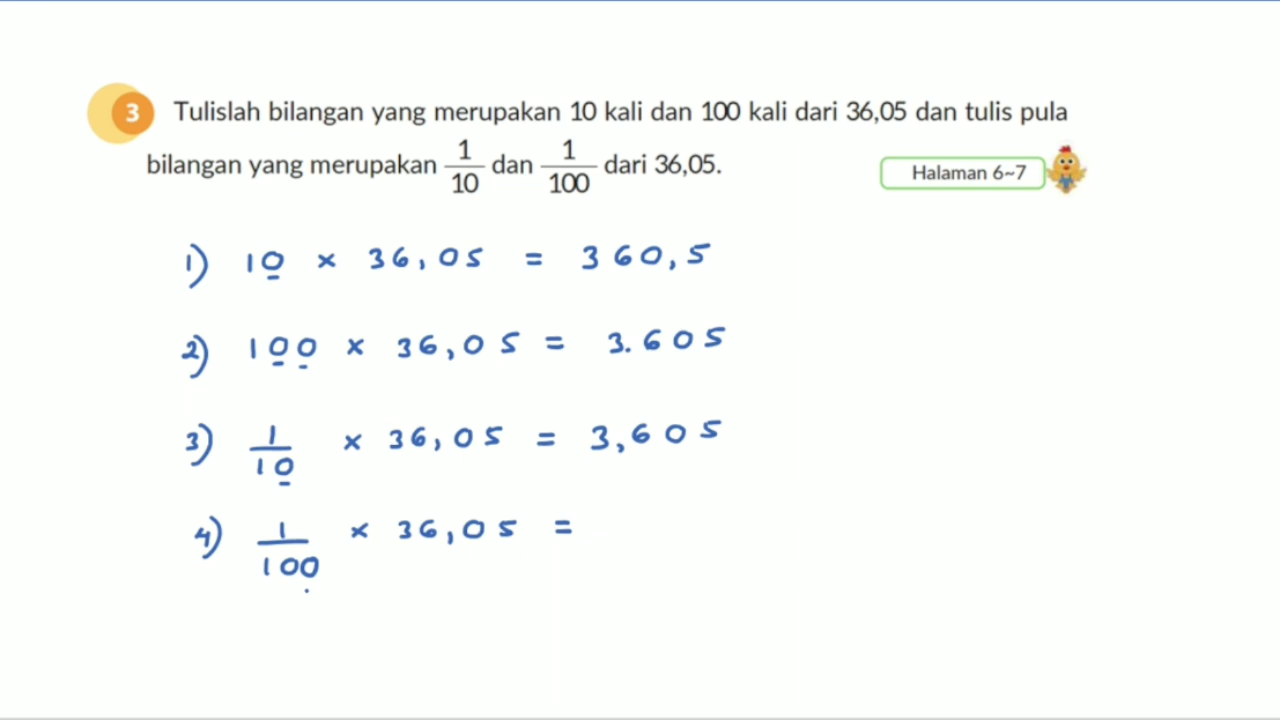 3 Tulislah bilangan yang merupakan 10 kali dan 100 kali dari 36,05 dan tulis pula
bilangan yang merupakan 1/10 dan 1/100 dari 36,05.
Halaman 6~7
1) 10 × 36,05 = 360,5
2) 100 × 36,05 = 3.605
3) 1/10 × 36,05 = 3,605
4) 1/100 × 36,05 =